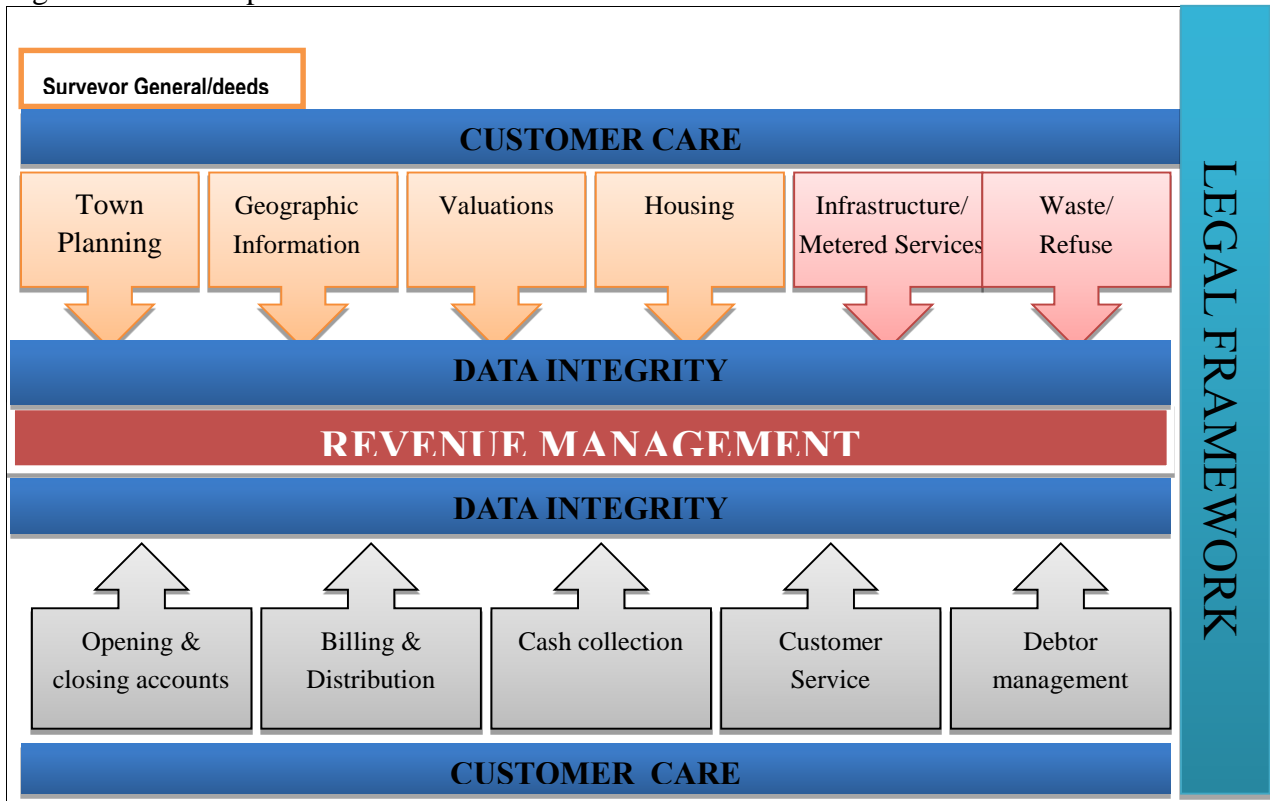 Surveyor General/deeds
CUSTOMER CARE
Town
Planning
Geographic
Information
Valuations
Housing
Infrastructure/
Metered Services
Waste/
Refuse
DATA INTEGRITY
REVENUE MANAGEMENT
DATA INTEGRITY
Opening &
closing accounts
Billing &
Distribution
Cash collection
Customer
Service
Debtor
management
CUSTOMER CARE
LEGAL FRAMEWORK